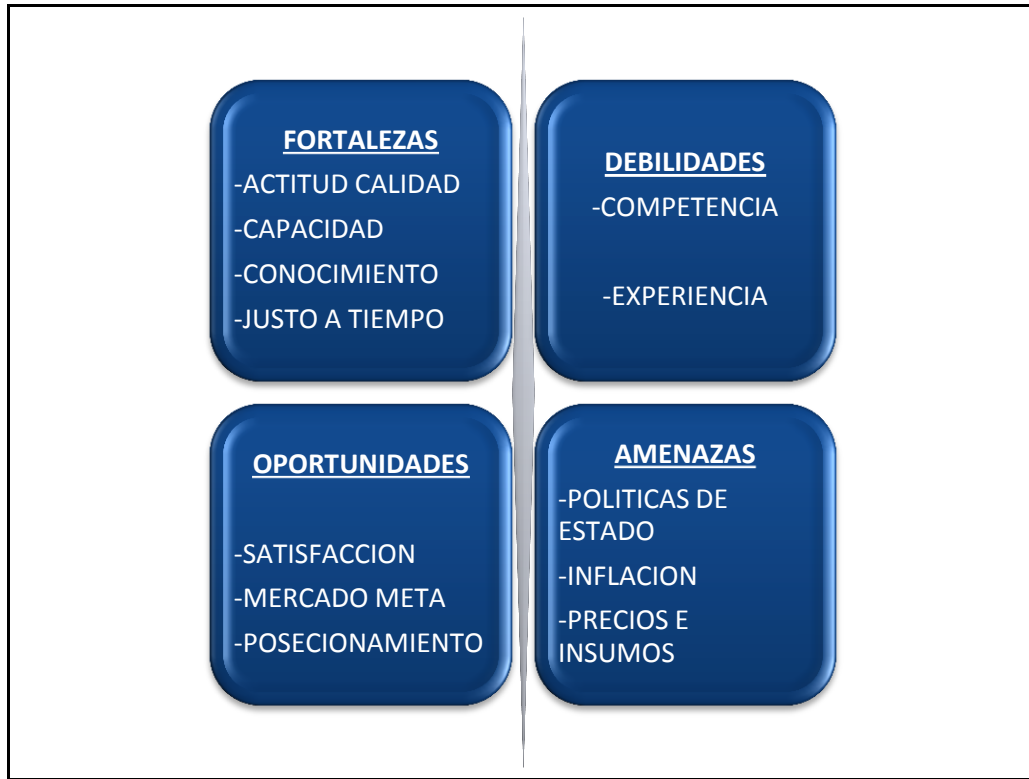 FORTALEZAS
-ACTITUD CALIDAD
-CAPACIDAD
-CONOCIMIENTO
-JUSTO A TIEMPO
DEBILIDADES
-COMPETENCIA
-EXPERIENCIA
OPORTUNIDADES
-SATISFACCION
-MERCADO META
-POSECIONAMIENTO
AMENAZAS
-POLITICAS DE
ESTADO
-INFLACION
-PRECIOS E
INSUMOS